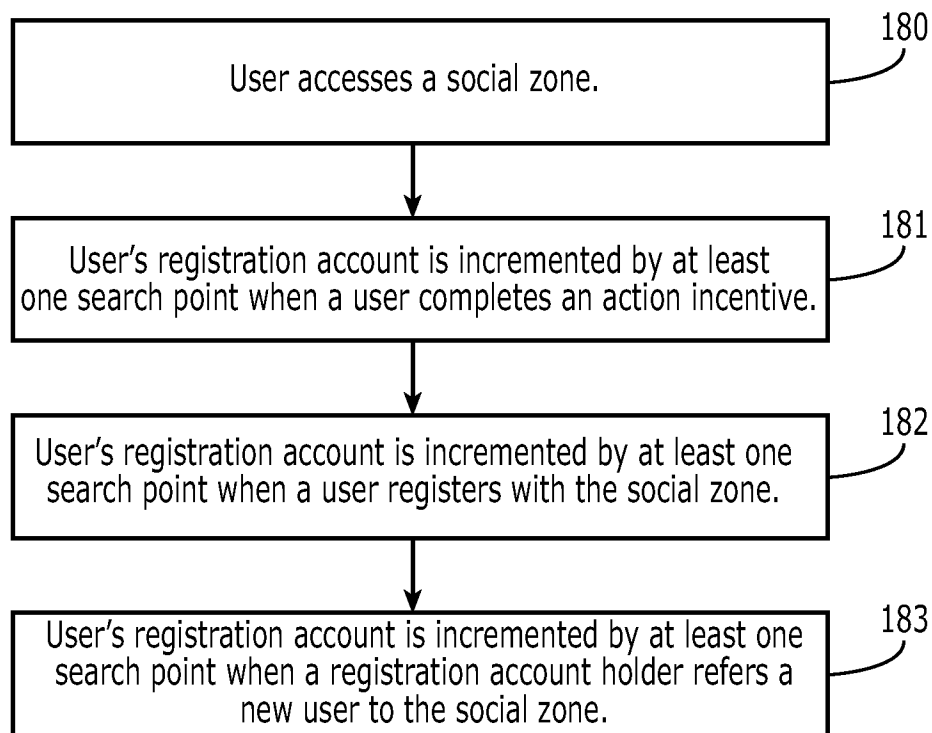 180
User accesses a social zone.
181
User’s registration account is incremented by at least
one search point when a user completes an action incentive.
182
User’s registration account is incremented by at least one
search point when a user registers with the social zone.
183
User’s registration account is incremented by at least one
search point when a registration account holder refers a
new user to the social zone.